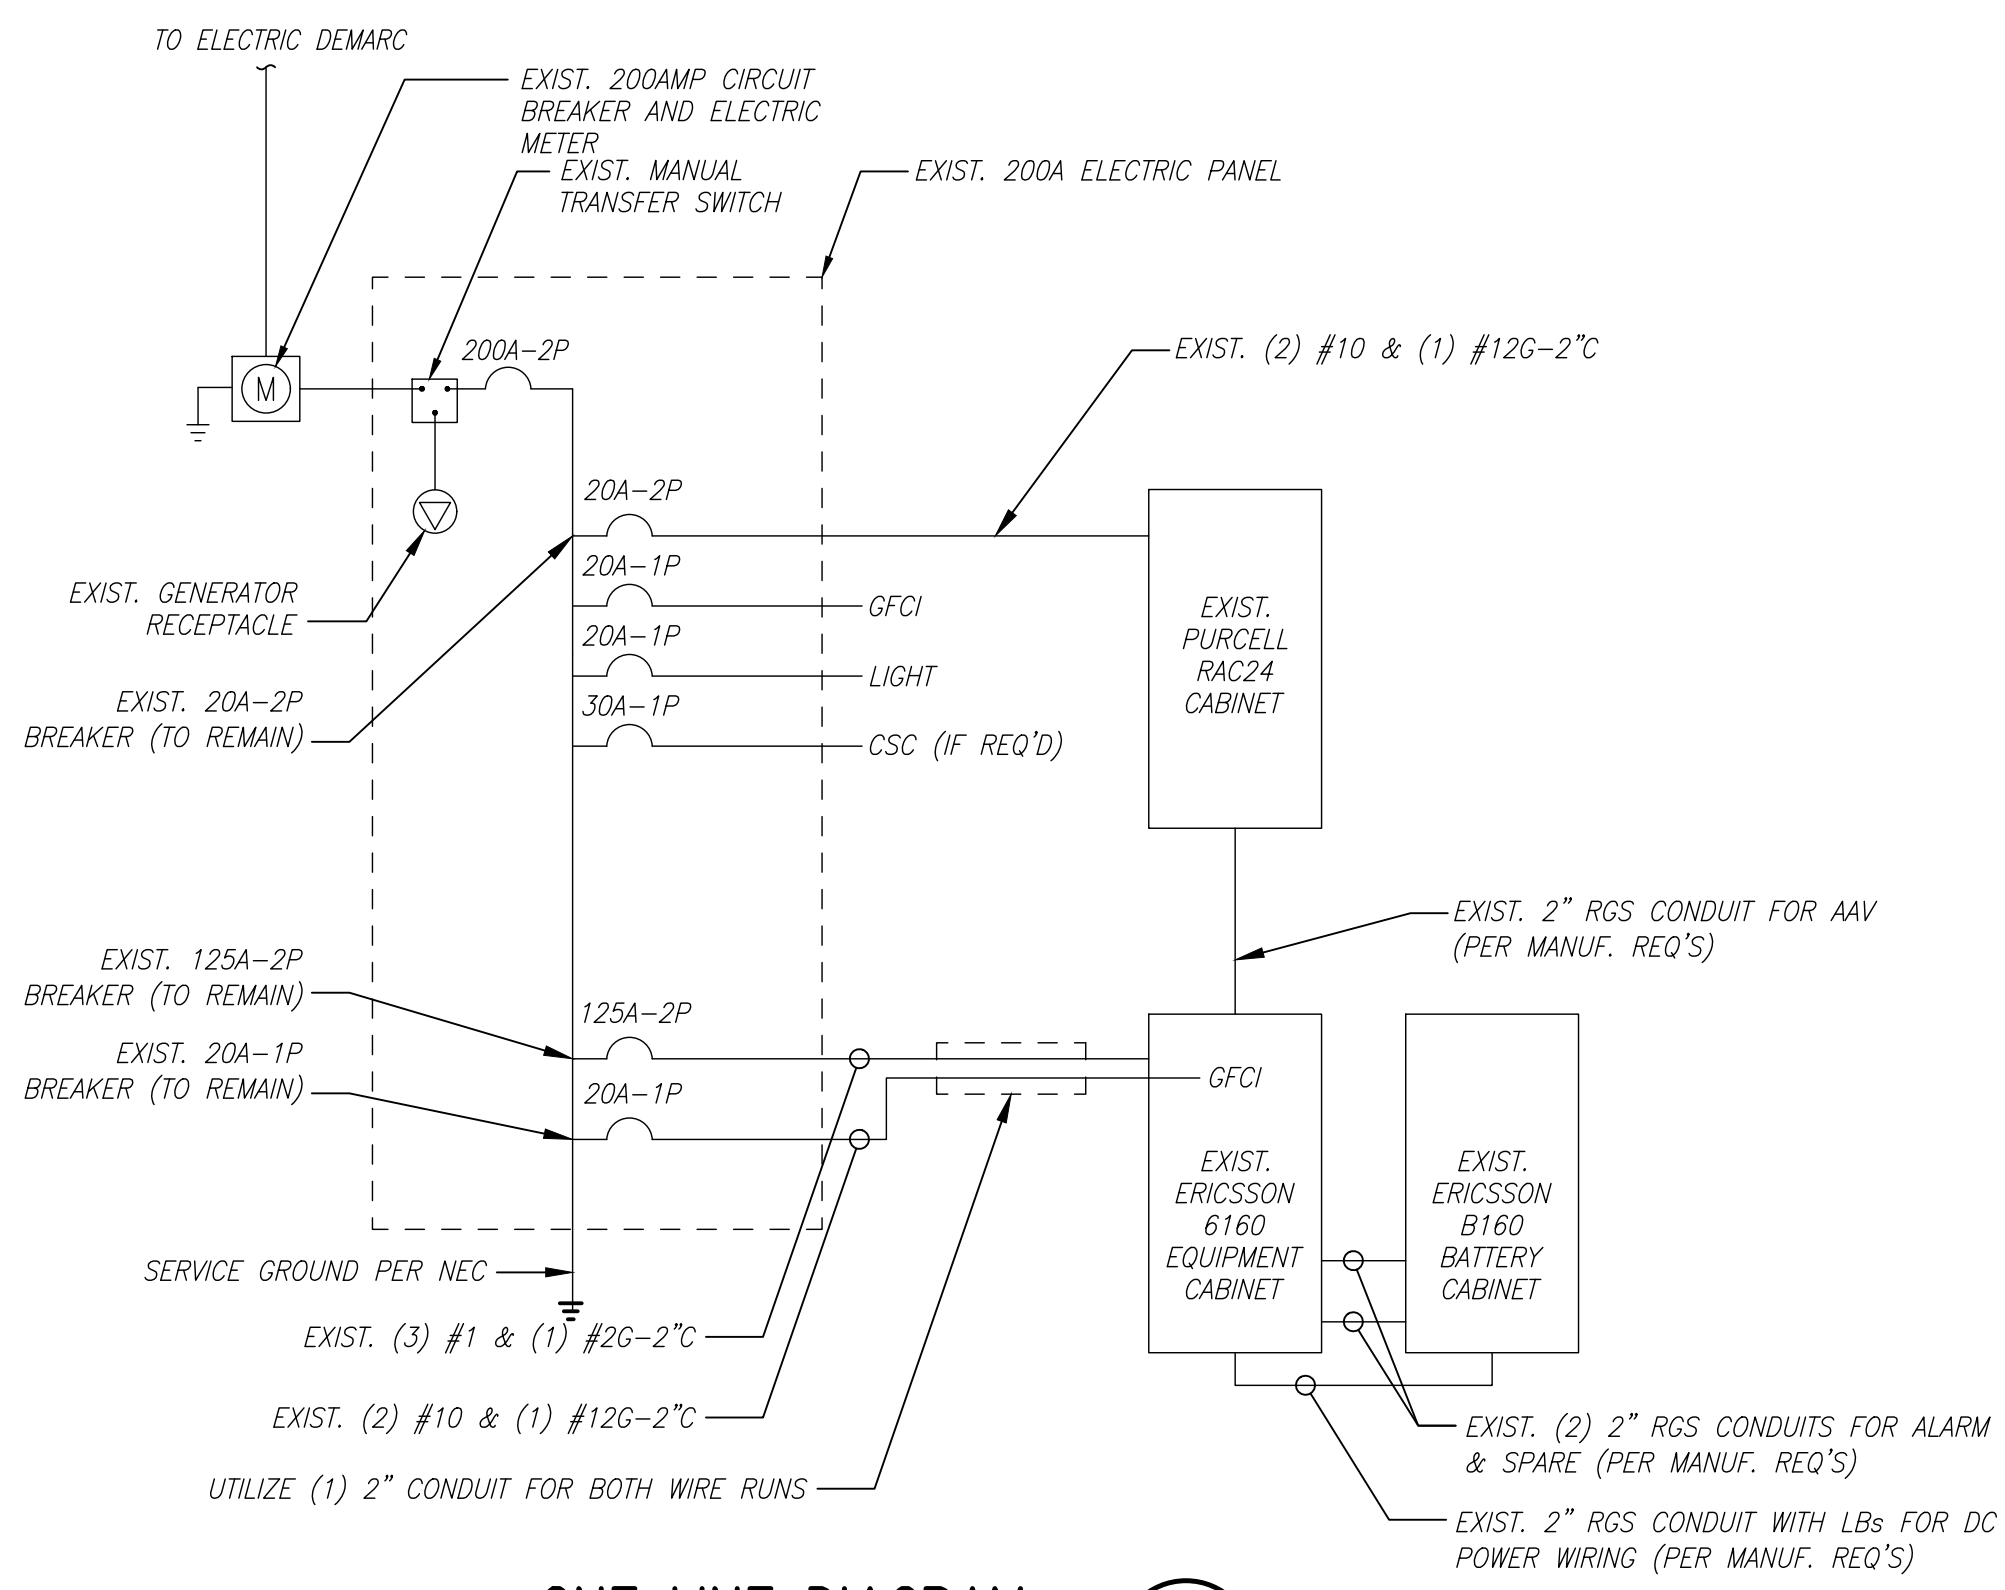 TO ELECTRIC DEMARC
EXIST. 200AMP CIRCUIT
BREAKER AND ELECTRIC
METER
EXIST. MANUAL
TRANSFER SWITCH
EXIST. 200A ELECTRIC PANEL
200A-2P
M
EXIST. (2) #10 & (1) #12G-2"C
20A-2P
20A-1P
GFCI
20A-1P
LIGHT
30A-1P
CSC (IF REQ'D)
EXIST. GENERATOR
RECEPTACLE
EXIST. 20A-2P
BREAKER (TO REMAIN)
EXIST.
PURCELL
RAC24
CABINET
EXIST. 2" RGS CONDUIT FOR AAV
(PER MANUF. REQ'S)
EXIST. 125A-2P
BREAKER (TO REMAIN)
125A-2P
EXIST. 20A-1P
BREAKER (TO REMAIN)
20A-1P
GFCI
EXIST.
ERICSSON
6160
EQUIPMENT
CABINET
EXIST.
ERICSSON
B160
BATTERY
CABINET
SERVICE GROUND PER NEC
EXIST. (3) #1 & (1) #2G-2"C
EXIST. (2) #10 & (1) #12G-2"C
UTILIZE (1) 2" CONDUIT FOR BOTH WIRE RUNS
EXIST. (2) 2" RGS CONDUITS FOR ALARM
& SPARE (PER MANUF. REQ'S)
EXIST. 2" RGS CONDUIT WITH LBs FOR DC
POWER WIRING (PER MANUF. REQ'S)